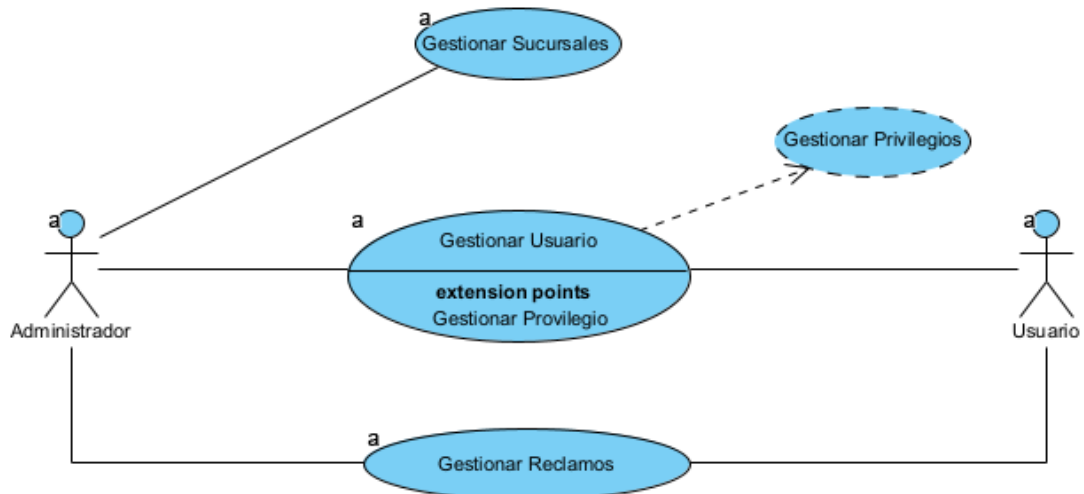 a
Gestionar Sucursales
Gestionar Privilegios
a
a
a
Gestionar Usuario
extension points
Gestionar Provilegio
Administrador
Usuario
a
Gestionar Reclamos